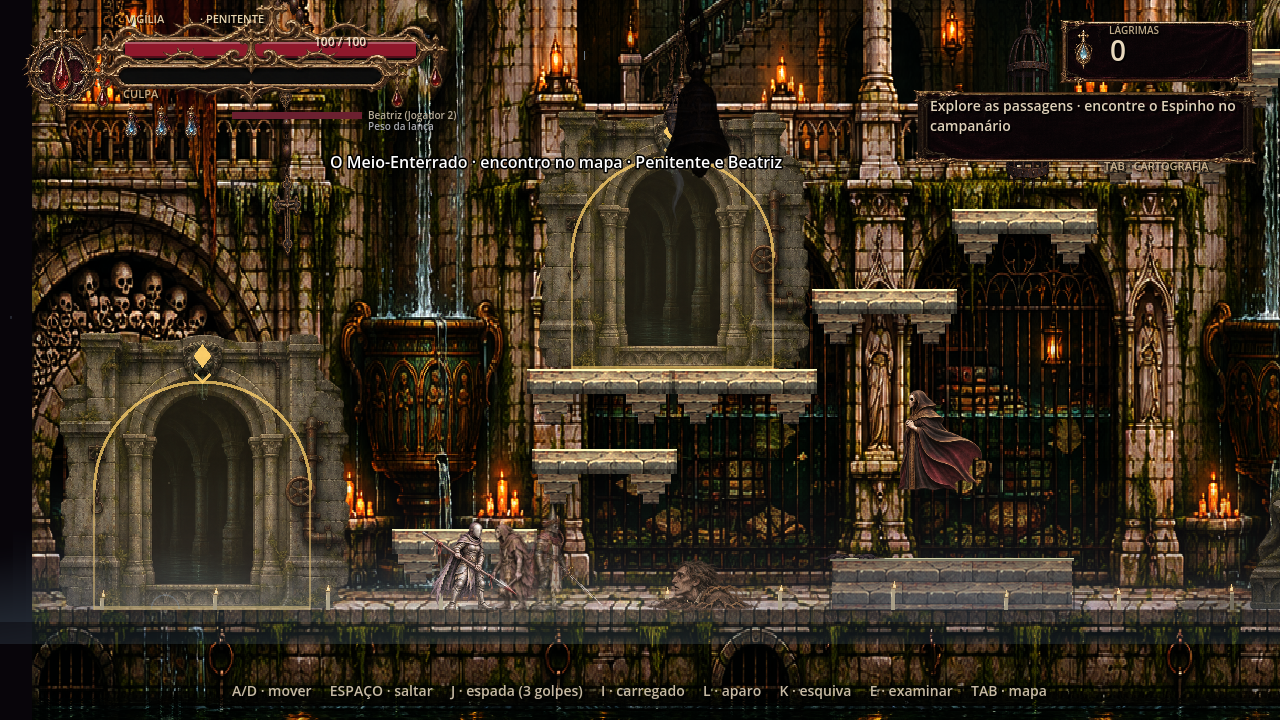 VIGÍLIA PENITENTE
100 / 100
CULPA
Beatriz (Jogador 2)
Peso da lança
LÁGRIMAS
0
Explore as passagens · encontre o Espinho no
campanário
TAB · CARTOGRAFIA
O Meio-Enterrado · encontro no mapa · Penitente e Beatriz
A/D · mover ESPAÇO · saltar J · espada (3 golpes) I · carregado L · aparo K · esquiva E · examinar TAB · mapa